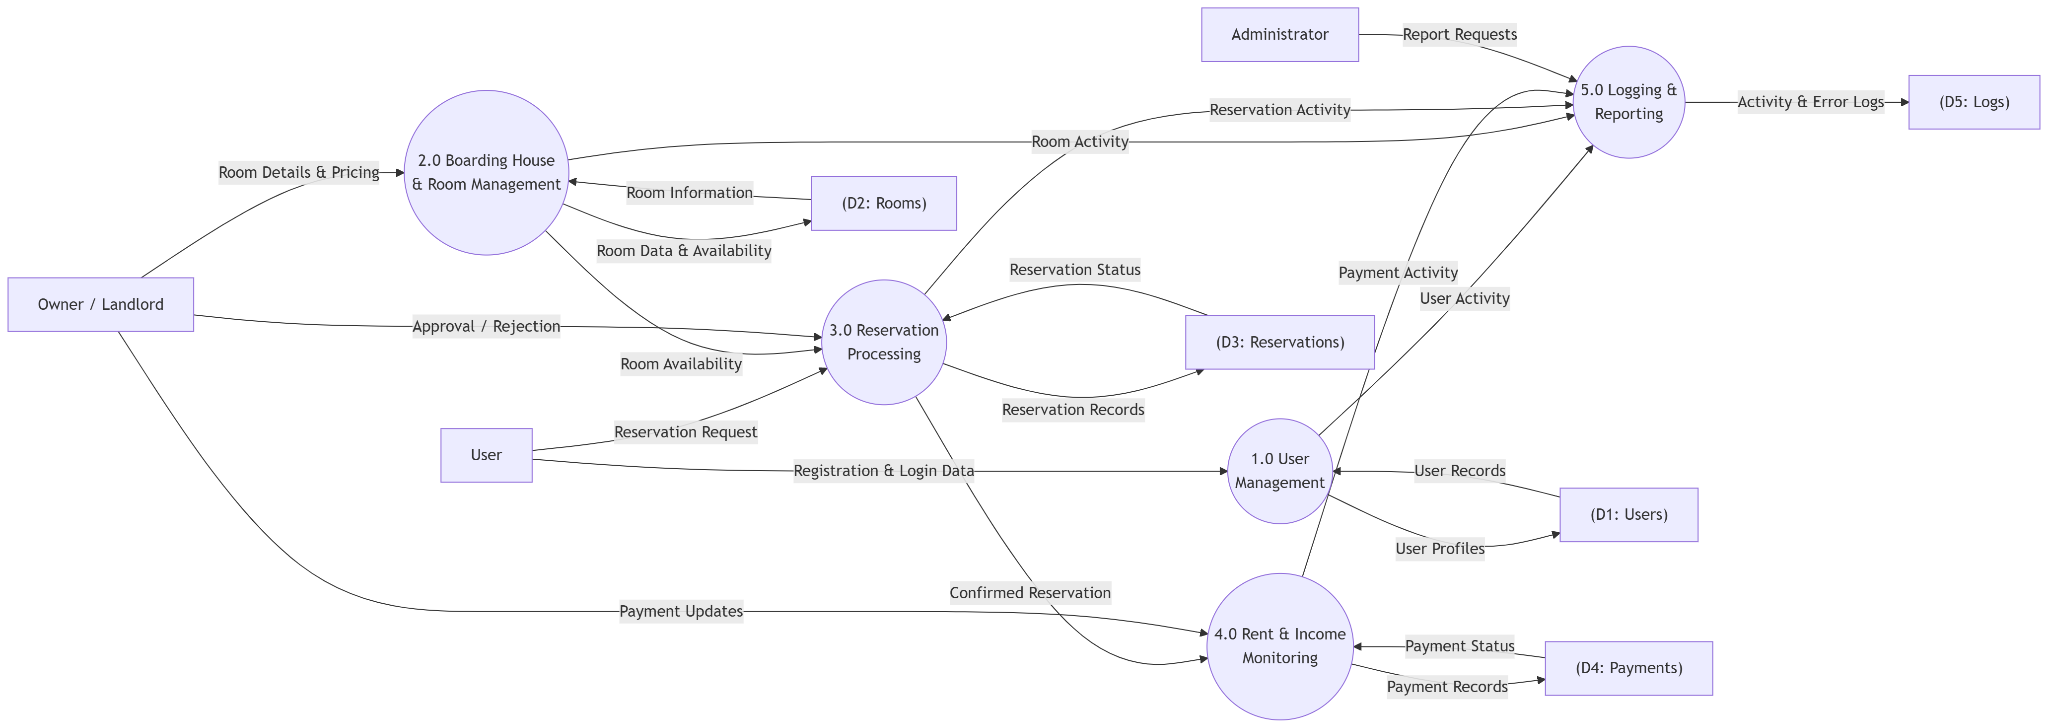 Administrator
Report Requests
5.0 Logging &
Reporting
Activity & Error Logs
(D5: Logs)
Reservation Activity
Room Activity
2.0 Boarding House
& Room Management
Room Details & Pricing
Room Information
(D2: Rooms)
Room Data & Availability
Payment Activity
User Activity
Reservation Status
Owner / Landlord
Approval / Rejection
3.0 Reservation
Processing
(D3: Reservations)
Room Availability
Reservation Records
Reservation Request
User
Registration & Login Data
1.0 User
Management
User Records
(D1: Users)
User Profiles
Confirmed Reservation
Payment Updates
4.0 Rent & Income
Monitoring
Payment Status
(D4: Payments)
Payment Records